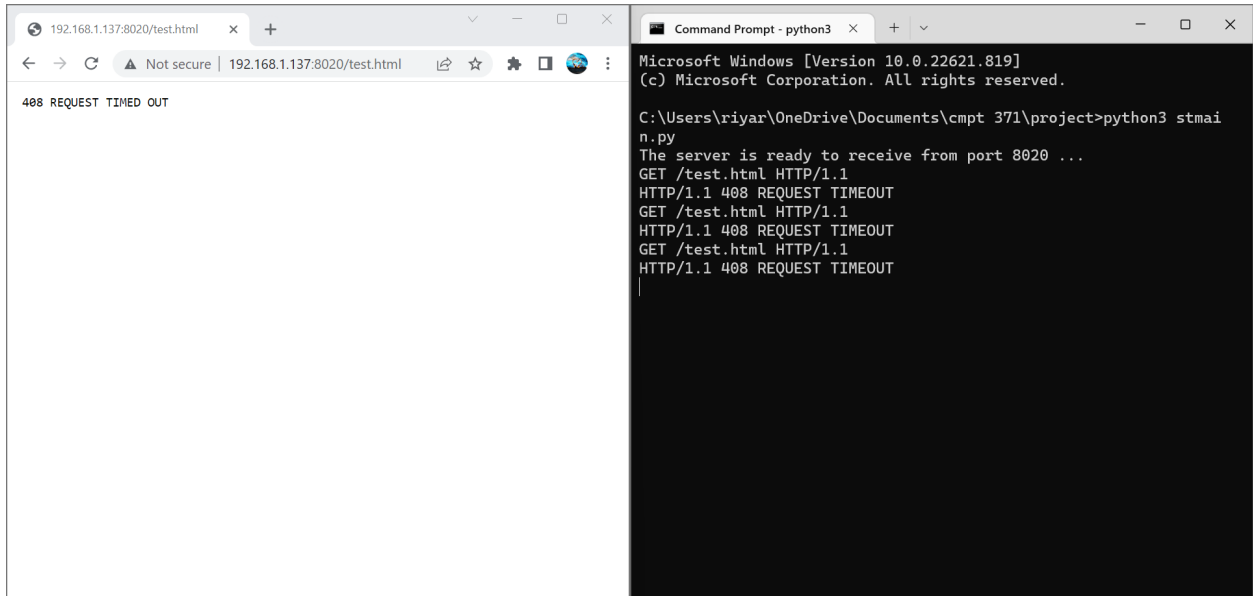 192.168.1.137:8020/test.html
Not secure | 192.168.1.137:8020/test.html
408 REQUEST TIMED OUT
Command Prompt - python3
Microsoft Windows [Version 10.0.22621.819]
(c) Microsoft Corporation. All rights reserved.
C:\Users\riyar\OneDrive\Documents\cmpt 371\project>python3 stmai
n.py
The server is ready to receive from port 8020 ...
GET /test.html HTTP/1.1
HTTP/1.1 408 REQUEST TIMEOUT
GET /test.html HTTP/1.1
HTTP/1.1 408 REQUEST TIMEOUT
GET /test.html HTTP/1.1
HTTP/1.1 408 REQUEST TIMEOUT